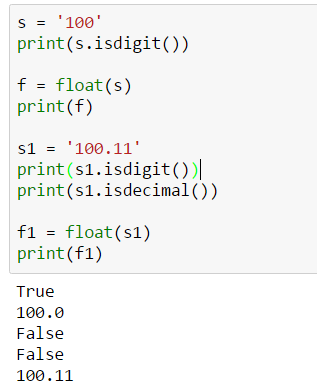 s = '100'
print(s.isdigit())
f = float(s)
print(f)
s1 = '100.11'
print(s1.isdigit())
print(s1.isdecimal())
f1 = float(s1)
print(f1)
True
100.0
False
False
100.11